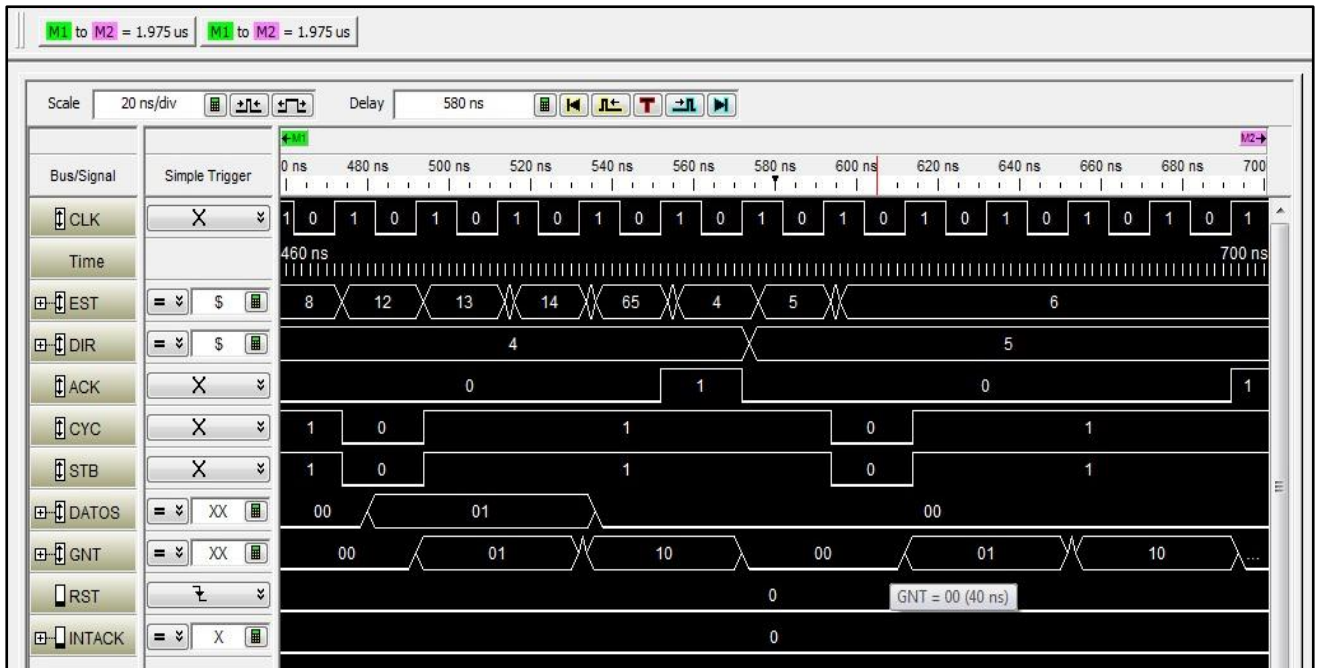 M1 to M2 = 1.975 us M1 to M2 = 1.975 us
Scale 20 ns/div Delay 580 ns T
M1 M2
Bus/Signal Simple Trigger 0 ns 480 ns 500 ns 520 ns 540 ns 560 ns 580 ns 600 ns 620 ns 640 ns 660 ns 680 ns 700
CLK X 1 0 1 0 1 0 1 0 1 0 1 0 1 0 1 0 1 0 1 0 1 0 1 0 1
Time 460 ns 700 ns
EST = $ 8 12 13 14 65 4 5 6
DIR = $ 4 5
ACK X 0 1 0 1
CYC X 1 0 1 0 1
STB X 1 0 1 0 1
DATOS = XX 00 01 00
GNT = XX 00 01 10 00 01 10 ...
RST 0 GNT = 00 (40 ns)
INTACK = X 0